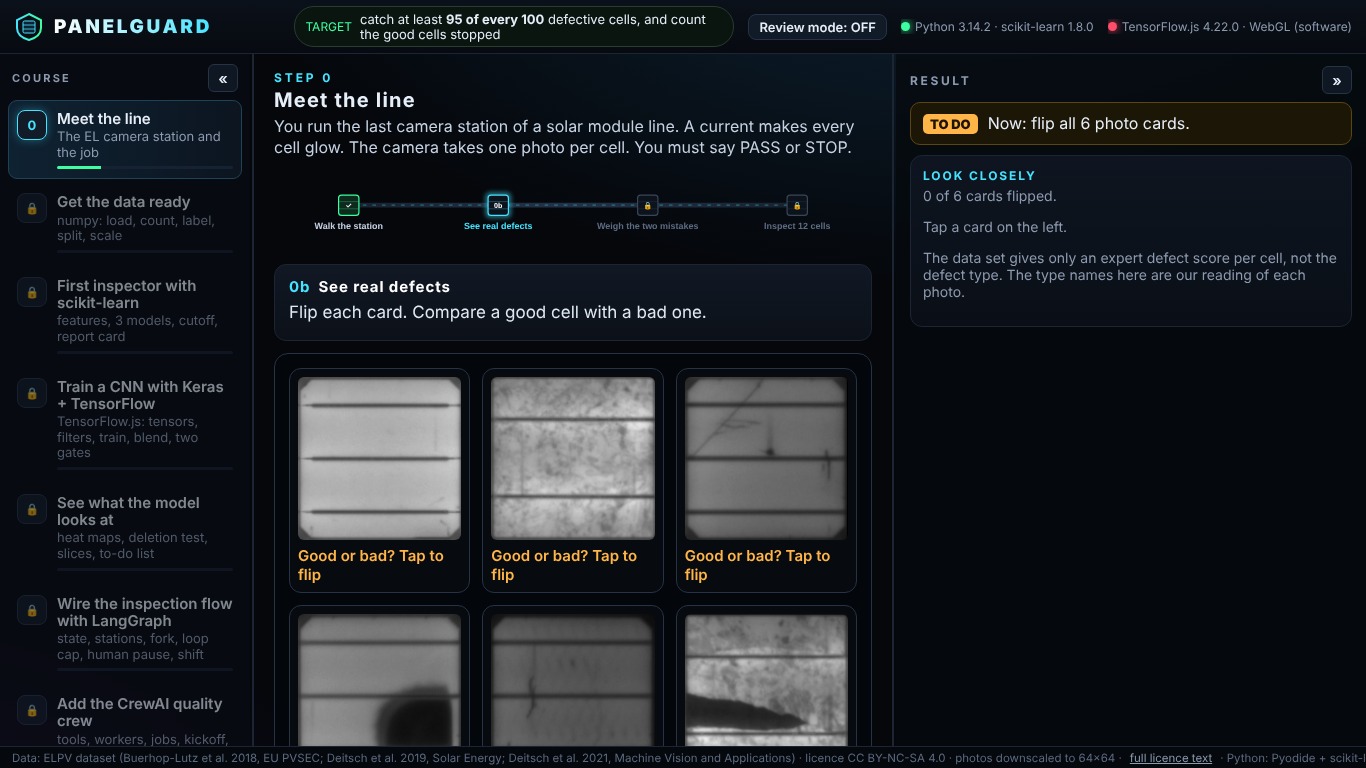 PANELGUARD
TARGET catch at least 95 of every 100 defective cells, and count
the good cells stopped
Review mode: OFF
Python 3.14.2 · scikit-learn 1.8.0
TensorFlow.js 4.22.0 · WebGL (software)
COURSE
«
0
Meet the line
The EL camera station and
the job
Get the data ready
numpy: load, count, label,
split, scale
First inspector with
scikit-learn
features, 3 models, cutoff,
report card
Train a CNN with Keras
+ TensorFlow
TensorFlow.js: tensors,
filters, train, blend, two
gates
See what the model
looks at
heat maps, deletion test,
slices, to-do list
Wire the inspection flow
with LangGraph
state, stations, fork, loop
cap, human pause, shift
Add the CrewAI quality
crew
tools, workers, jobs, kickoff,
STEP 0
Meet the line
You run the last camera station of a solar module line. A current makes every
cell glow. The camera takes one photo per cell. You must say PASS or STOP.
✓
0b
Walk the station
See real defects
Weigh the two mistakes
Inspect 12 cells
0b See real defects
Flip each card. Compare a good cell with a bad one.
Good or bad? Tap to
flip
Good or bad? Tap to
flip
Good or bad? Tap to
flip
RESULT
»
TO DO Now: flip all 6 photo cards.
LOOK CLOSELY
0 of 6 cards flipped.
Tap a card on the left.
The data set gives only an expert defect score per cell, not the
defect type. The type names here are our reading of each
photo.
Data: ELPV dataset (Buerhop-Lutz et al. 2018, EU PVSEC; Deitsch et al. 2019, Solar Energy; Deitsch et al. 2021, Machine Vision and Applications) · licence CC BY-NC-SA 4.0 · photos downscaled to 64×64 · full licence text · Python: Pyodide + scikit-